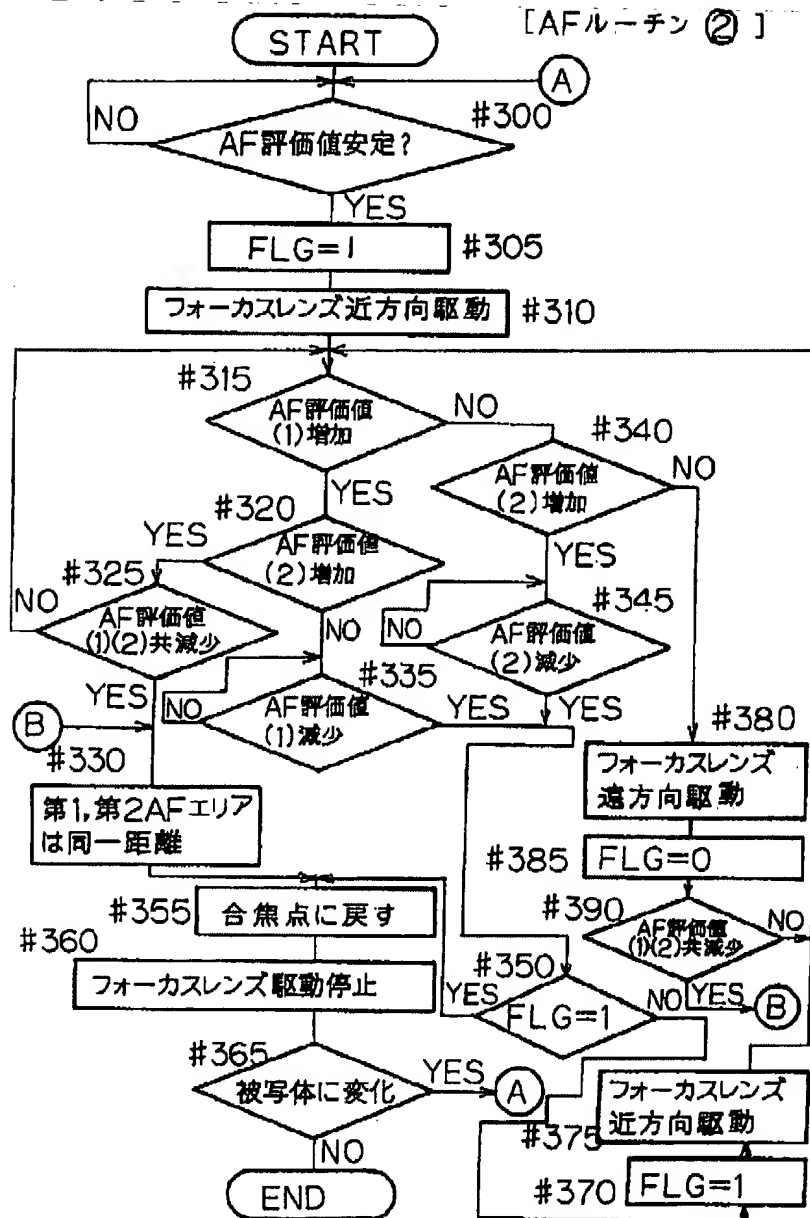 [AFルーチン ②]
START
A
#300
NO
AF評価値安定?
YES
FLG=1
#305
フォーカスレンズ近方向駆動
#310
#315
AF評価値
(1)増加
NO
#340
YES
AF評価値
(2)増加
NO
#320
YES
AF評価値
(2)増加
YES
#325
#345
NO
AF評価値
(1)(2)共減少
NO
NO
AF評価値
(2)減少
YES
#335
NO
AF評価値
(1)減少
YES
YES
B
#330
#380
フォーカスレンズ
遠方向駆動
第1,第2AFエリア
は同一距離
#385
FLG=0
#355
合焦点に戻す
#390
AF評価値
(1)(2)共減少
NO
#360
#350
フォーカスレンズ駆動停止
YES
FLG=1
NO
YES
B
#365
被写体に変化
YES
A
フォーカスレンズ
近方向駆動
#375
NO
END
#370
FLG=1